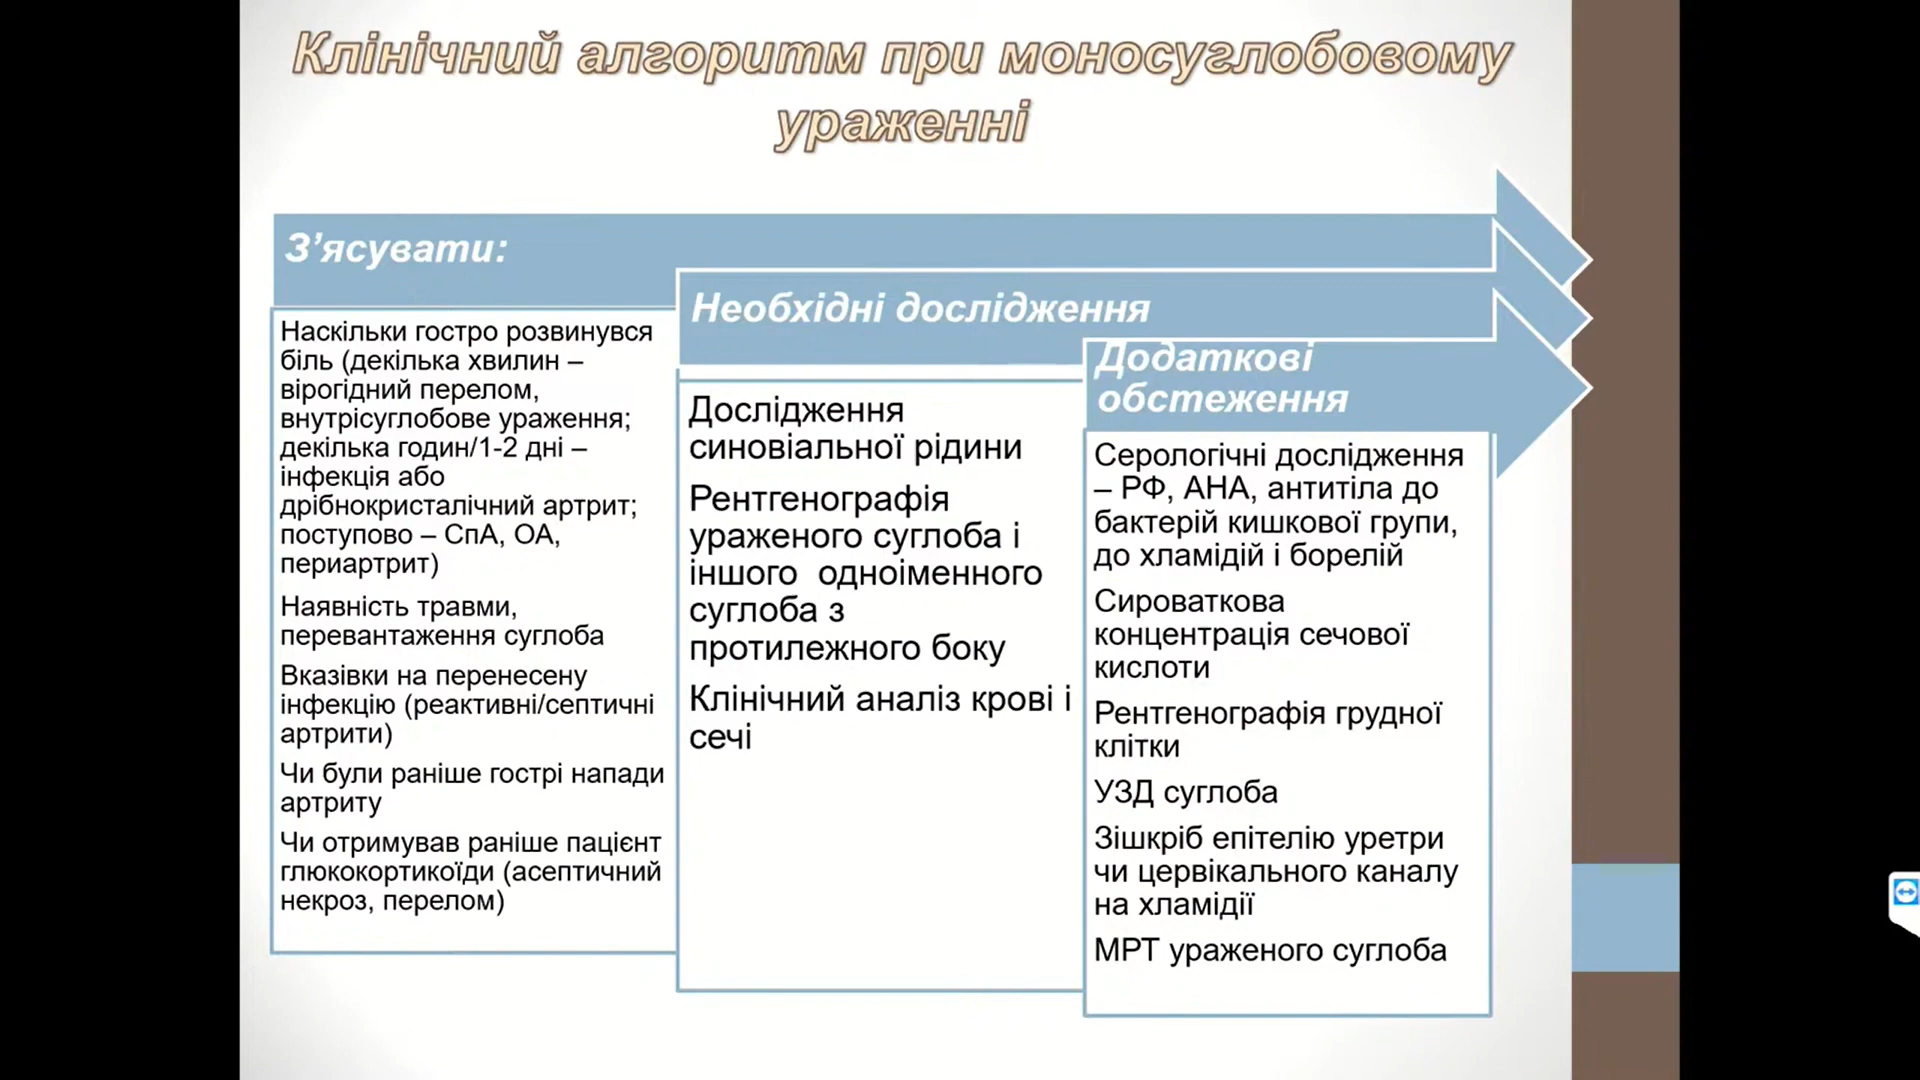 Клінічний алгоритм при моносуглобовому
ураженні
З’ясувати:
Наскільки гостро розвинувся
біль (декілька хвилин –
вірогідний перелом,
внутрісуглобове ураження;
декілька годин/1-2 дні –
інфекція або
дрібнокристалічний артрит;
поступово – СпА, ОА,
периартрит)
Наявність травми,
перевантаження суглоба
Вказівки на перенесену
інфекцію (реактивні/септичні
артрити)
Чи були раніше гострі напади
артриту
Чи отримував раніше пацієнт
глюкокортикоїди (асептичний
некроз, перелом)
Необхідні дослідження
Дослідження
синовіальної рідини
Рентгенографія
ураженого суглоба і
іншого одноіменного
суглоба з
протилежного боку
Клінічний аналіз крові і
сечі
Додаткові
обстеження
Серологічні дослідження
– РФ, АНА, антитіла до
бактерій кишкової групи,
до хламідій і борелій
Сироваткова
концентрація сечової
кислоти
Рентгенографія грудної
клітки
УЗД суглоба
Зішкріб епітелію уретри
чи цервікального каналу
на хламідії
МРТ ураженого суглоба